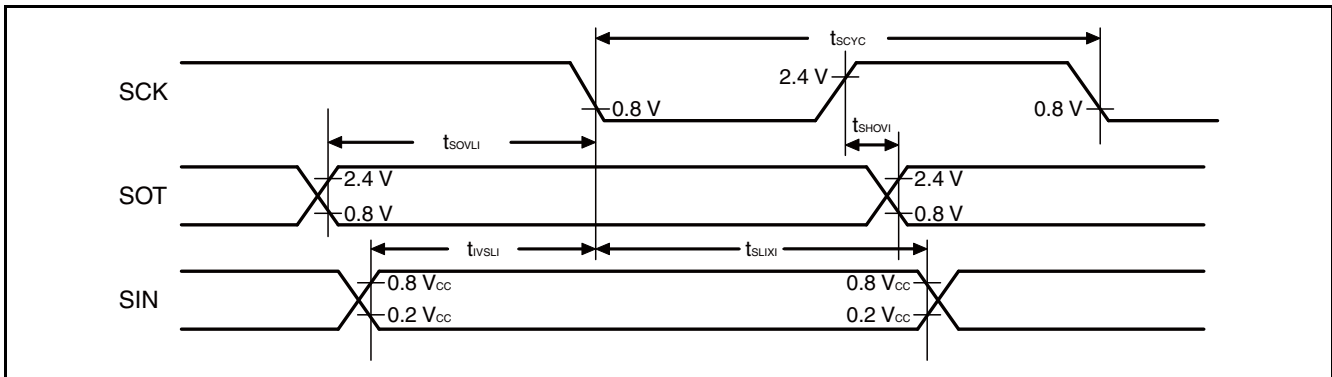 tSCYC
SCK
2.4 V
0.8 V
0.8 V
tSHOVI
tSOVLI
SOT
2.4 V
2.4 V
0.8 V
0.8 V
tIVSLI
tSLIXI
SIN
0.8 VCC
0.8 VCC
0.2 VCC
0.2 VCC